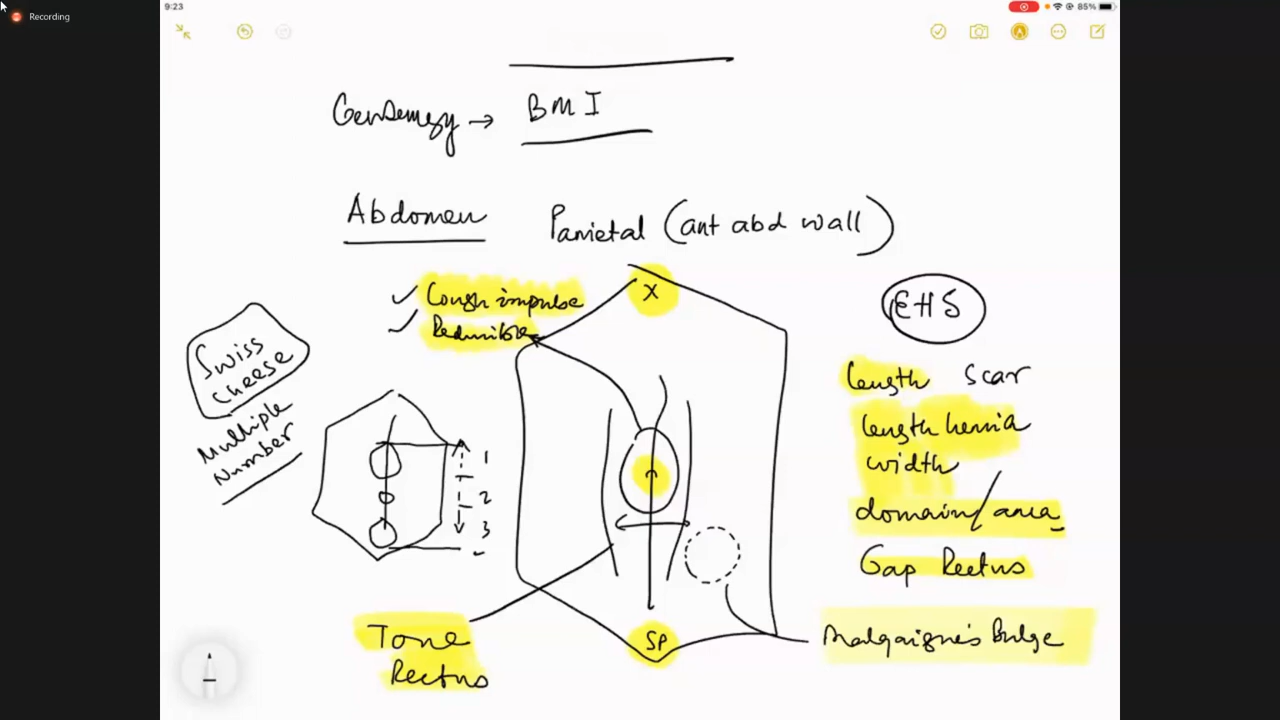 Recording
9:23
85%
→ BMI
Abdomen Parietal (ant abd wall)
✓ Cough impulse
✓ Reducible
X
EHS
Swiss
Cheese
Multiple
Number
1
2
3
length scar
length hernia
width
domain/area
Gap Rectus
Tone
Rectus
SP
Malgaigne's Bulge